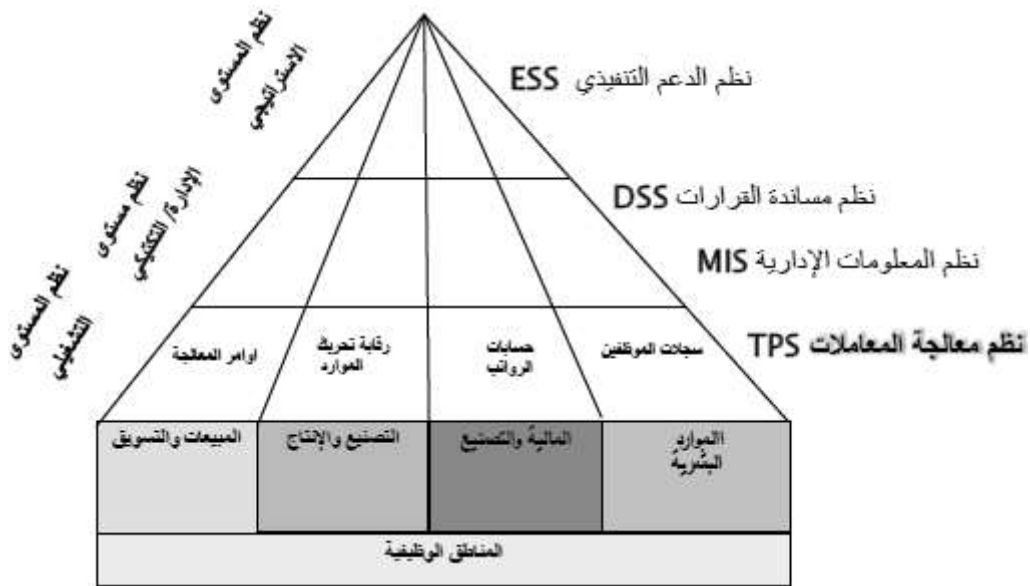 نظم المستوى
الاستراتيجي
نظم الدعم التنفيذي ESS
نظم مستوى
الإدارة/ التكتيكي
نظم مساندة القرارات DSS
نظم المعلومات الإدارية MIS
نظم المستوى
التشغيلي
نظم معالجة المعاملات TPS
سجلات الموظفين
حسابات
الرواتب
رقابة تحريك
الموارد
اوامر المعالجة
االموارد
البشرية
المالية والتصنيع
التصنيع والإنتاج
المبيعات والتسويق
المناطق الوظيفية